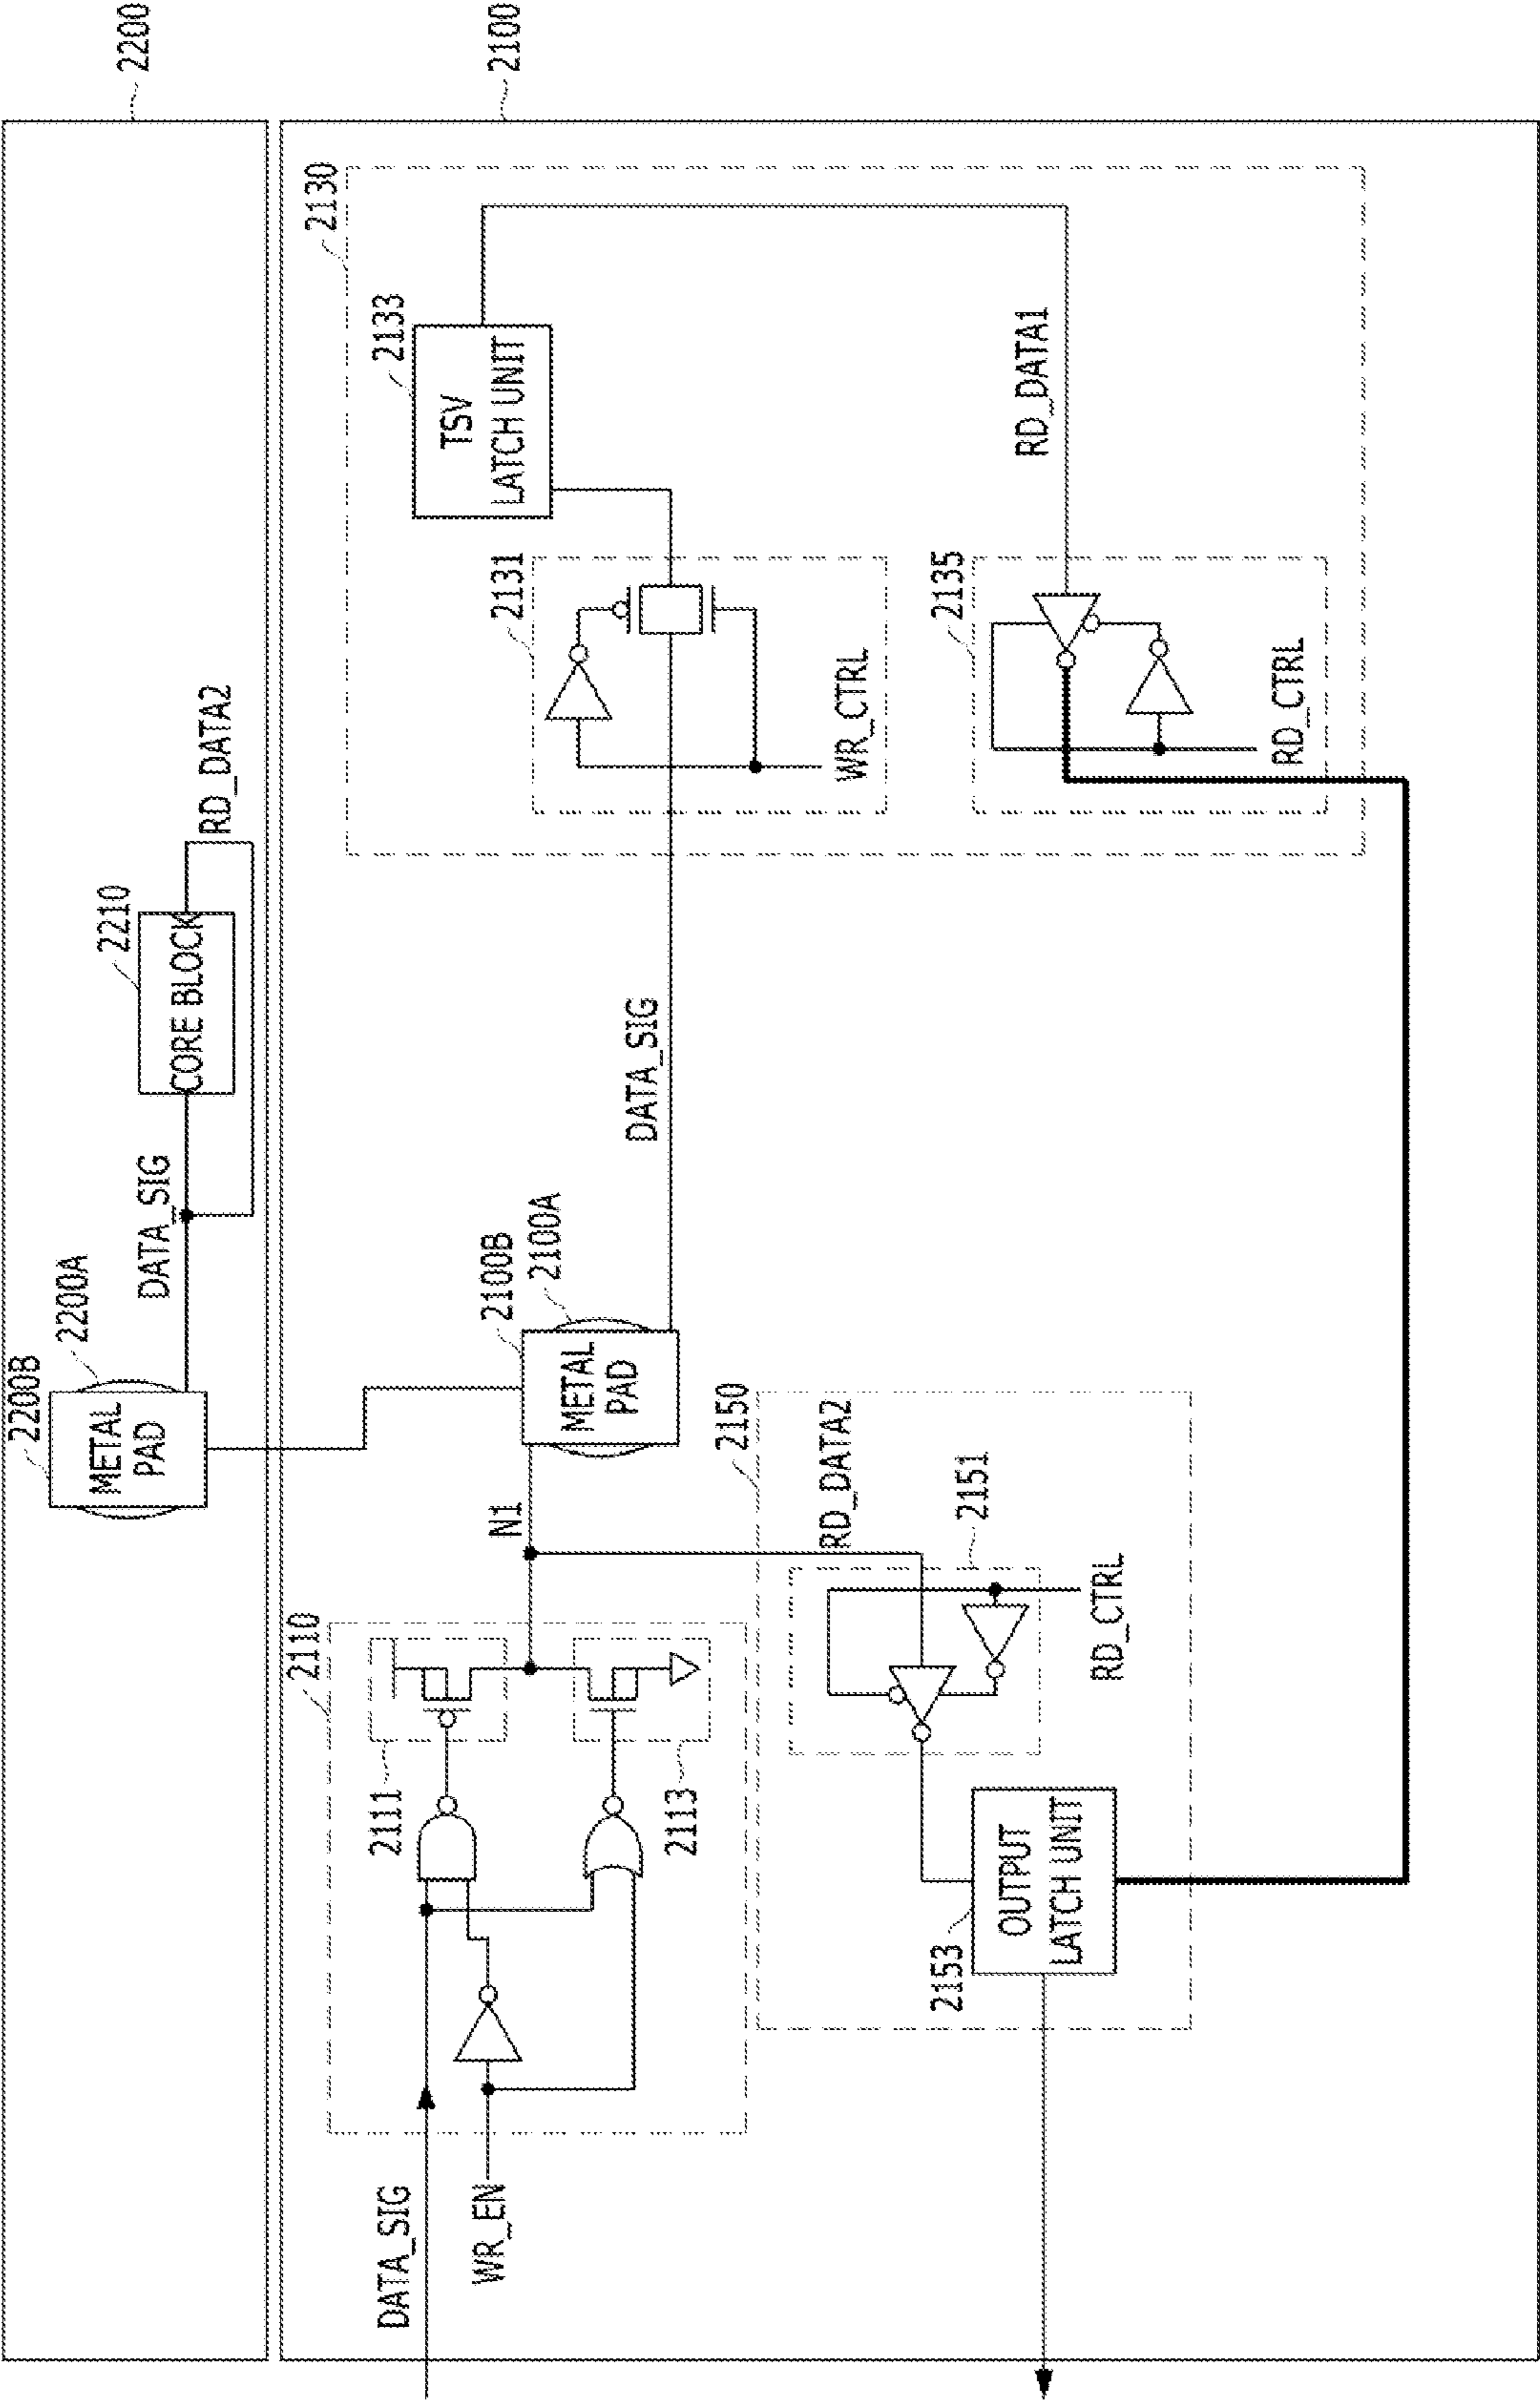 2200
2200B
2200A
METAL
PAD
DATA_SIG
2210
CORE BLOCK
RD_DATA2
2100
2110
DATA_SIG
WR_EN
2111
2113
N1
2100B
2100A
METAL
PAD
DATA_SIG
2130
2131
WR_CTRL
2133
TSV
LATCH UNIT
RD_DATA1
2135
RD_CTRL
2150
RD_DATA2
2151
RD_CTRL
2153
OUTPUT
LATCH UNIT